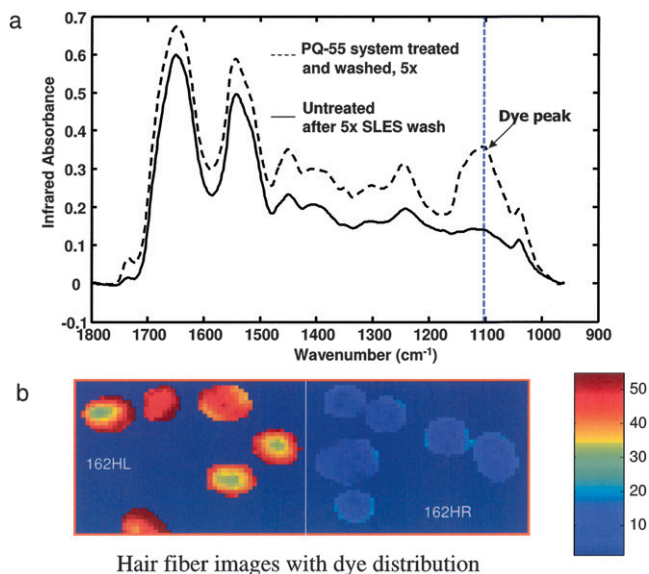 a
0.7
0.6
0.5
0.4
0.3
0.2
0.1
0
-0.1
Infrared Absorbance
PQ-55 system treated
and washed, 5x
Untreated
after 5x SLES wash
Dye peak
1800 1700 1600 1500 1400 1300 1200 1100 1000 900
Wavenumber (cm⁻¹)
b
162HL
162HR
50
40
30
20
10
Hair fiber images with dye distribution